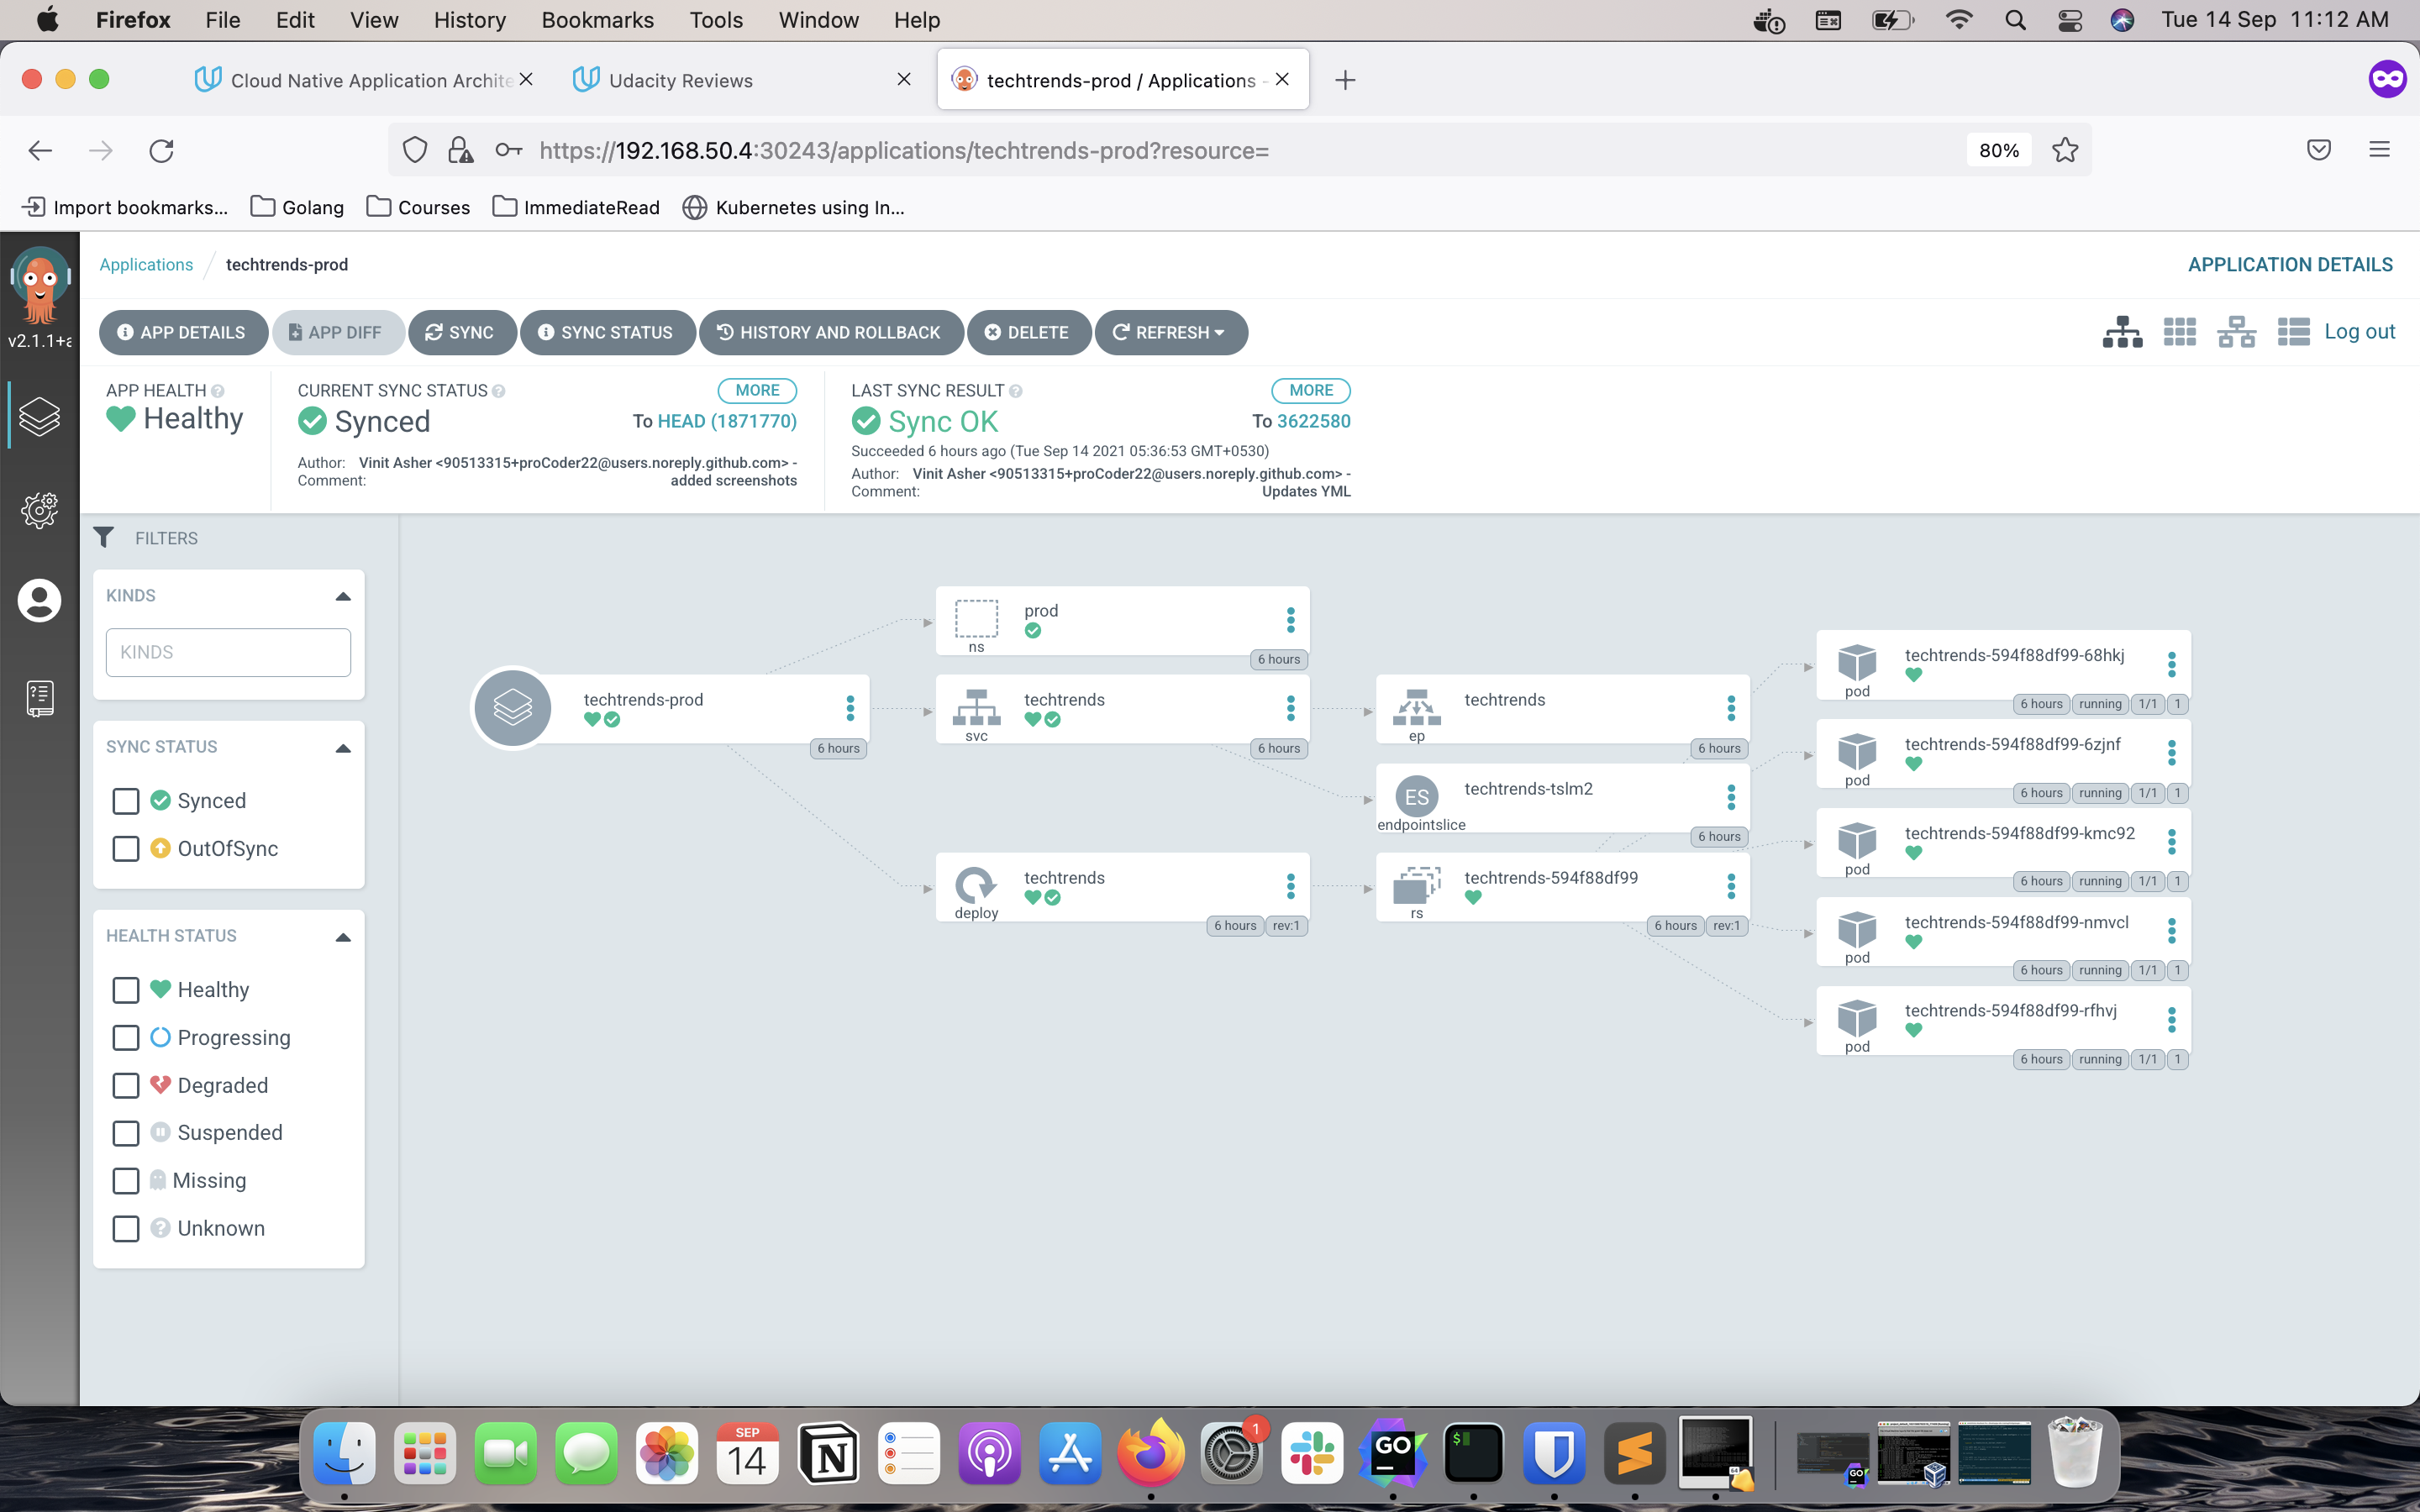 Firefox File Edit View History Bookmarks Tools Window Help Tue 14 Sep 11:12 AM
Cloud Native Application Archite Udacity Reviews techtrends-prod / Applications -
https://192.168.50.4:30243/applications/techtrends-prod?resource= 80%
Import bookmarks... Golang Courses ImmediateRead Kubernetes using In...
Applications / techtrends-prod APPLICATION DETAILS
v2.1.1+a
APP DETAILS APP DIFF SYNC SYNC STATUS HISTORY AND ROLLBACK DELETE REFRESH Log out
APP HEALTH
Healthy
CURRENT SYNC STATUS MORE
Synced To HEAD (1871770)
Author: Vinit Asher <90513315+proCoder22@users.noreply.github.com> -
Comment: added screenshots
LAST SYNC RESULT MORE
Sync OK To 3622580
Succeeded 6 hours ago (Tue Sep 14 2021 05:36:53 GMT+0530)
Author: Vinit Asher <90513315+proCoder22@users.noreply.github.com> -
Comment: Updates YML
FILTERS
KINDS
KINDS
SYNC STATUS
Synced
OutOfSync
HEALTH STATUS
Healthy
Progressing
Degraded
Suspended
Missing
Unknown
techtrends-prod
6 hours
prod
ns
6 hours
techtrends
svc
6 hours
techtrends
deploy
6 hours rev:1
techtrends
ep
6 hours
ES techtrends-tslm2
endpointslice
6 hours
techtrends-594f88df99
rs
6 hours rev:1
techtrends-594f88df99-68hkj
pod
6 hours running 1/1 1
techtrends-594f88df99-6zjnf
pod
6 hours running 1/1 1
techtrends-594f88df99-kmc92
pod
6 hours running 1/1 1
techtrends-594f88df99-nmvcl
pod
6 hours running 1/1 1
techtrends-594f88df99-rfhvj
pod
6 hours running 1/1 1
SEP
14
1
GO
$
GO